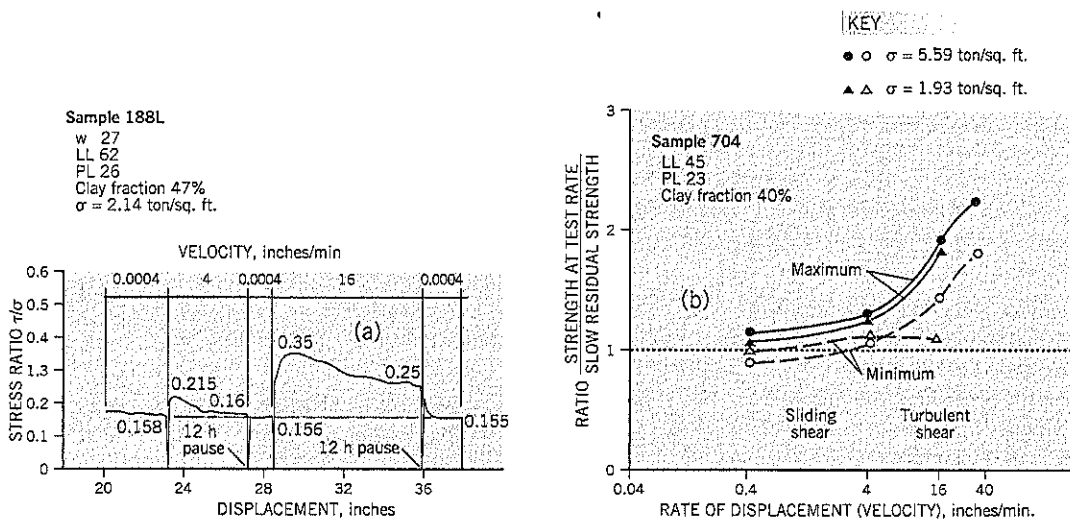 KEY
● ○ σ = 5.59 ton/sq. ft.
▲ △ σ = 1.93 ton/sq. ft.
Sample 188L
w 27
LL 62
PL 26
Clay fraction 47%
σ = 2.14 ton/sq. ft.
VELOCITY, inches/min
0.0004 4 0.0004 16 0.0004
STRESS RATIO τ/σ
0.6
0.5
0.4
1.3
0.2
0.1
0
(a)
0.35
0.25
0.215
0.16
0.158
0.156
0.155
12 h
pause
12 h pause
20 24 28 32 36
DISPLACEMENT, inches
RATIO STRENGTH AT TEST RATE
SLOW RESIDUAL STRENGTH
3
2
1
0
Sample 704
LL 45
PL 23
Clay fraction 40%
(b)
Maximum
Minimum
Sliding
shear
Turbulent
shear
0.04 0,4 4 16 40
RATE OF DISPLACEMENT (VELOCITY), inches/min.